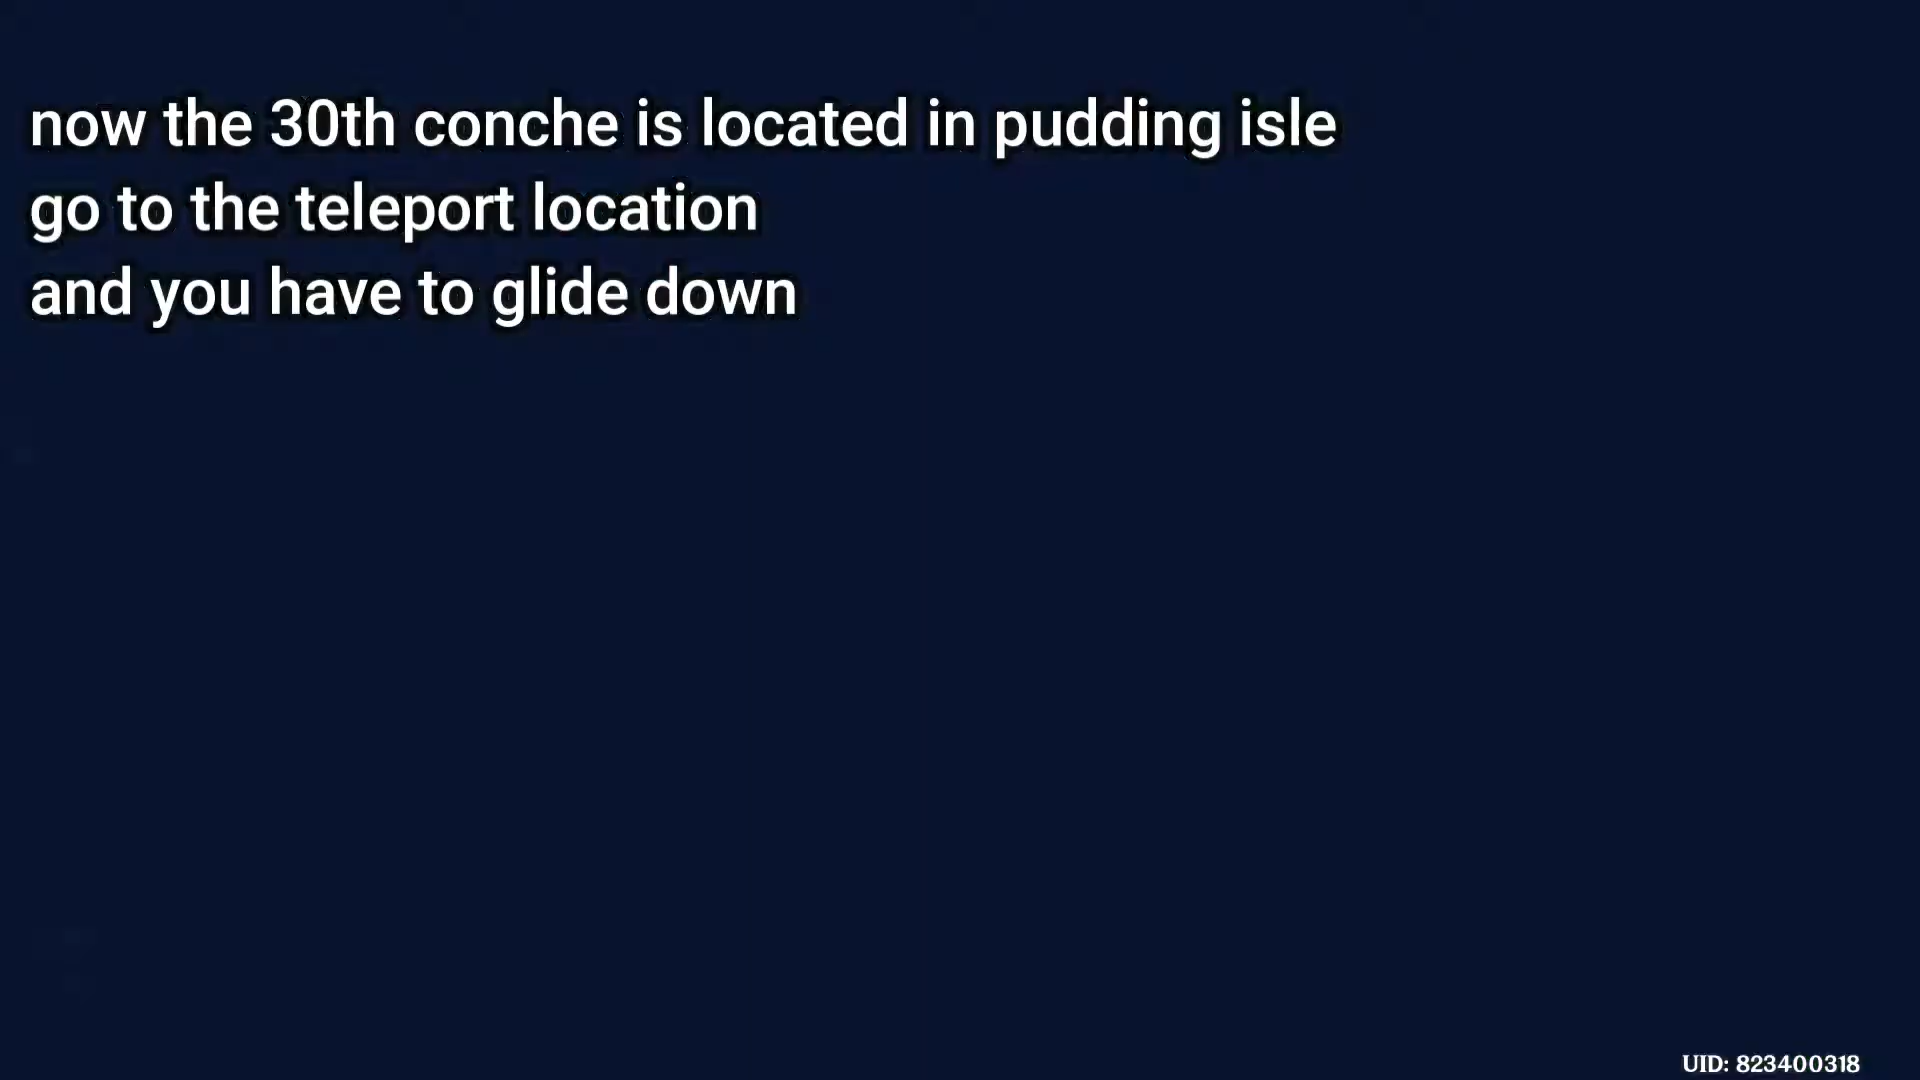 now the 30th conche is located in pudding isle
go to the teleport location
and you have to glide down
UID: 823400318